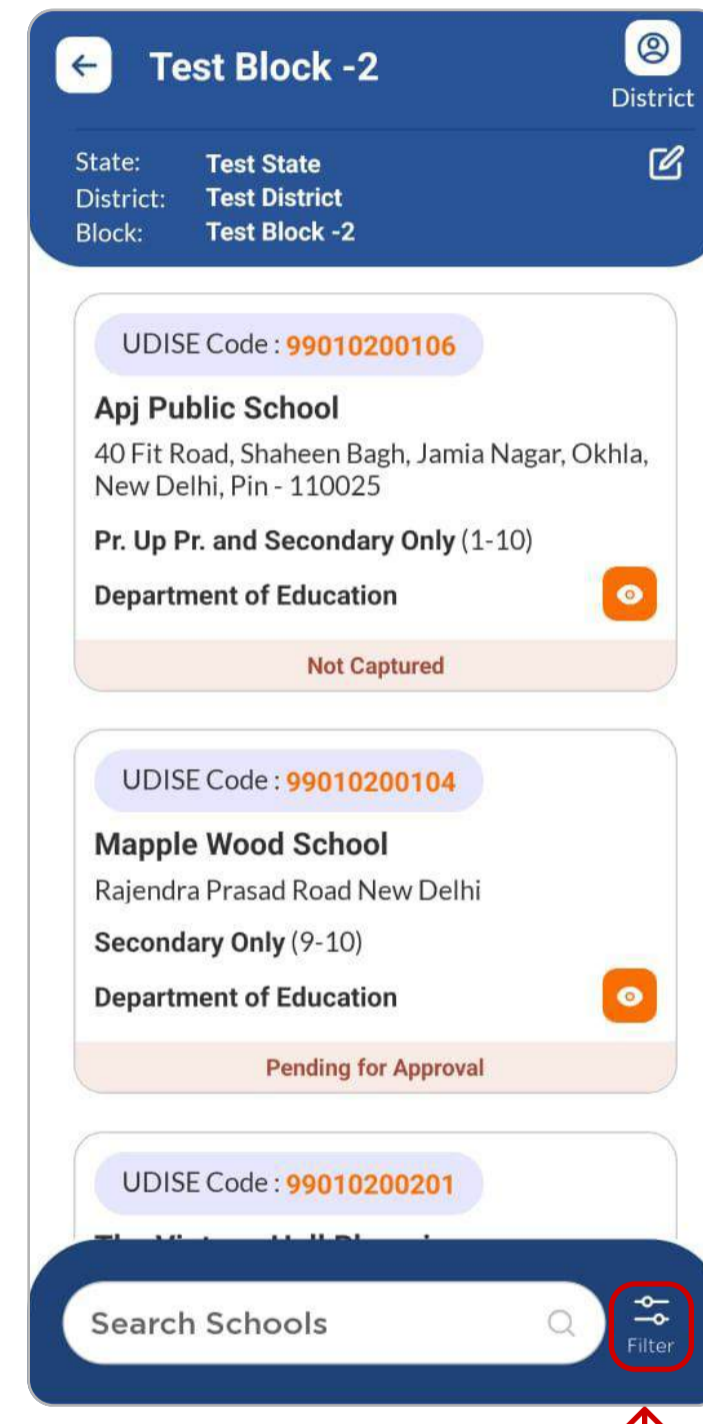 Test Block -2
District
State: Test State
District: Test District
Block: Test Block -2
UDISE Code : 99010200106
Apj Public School
40 Fit Road, Shaheen Bagh, Jamia Nagar, Okhla,
New Delhi, Pin - 110025
Pr. Up Pr. and Secondary Only (1-10)
Department of Education
Not Captured
UDISE Code : 99010200104
Mapple Wood School
Rajendra Prasad Road New Delhi
Secondary Only (9-10)
Department of Education
Pending for Approval
UDISE Code : 99010200201
Search Schools
Filter